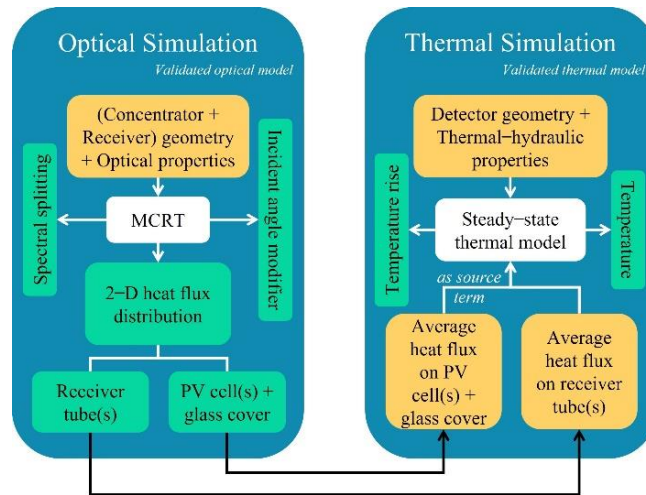 Optical Simulation
Validated optical model
(Concentrator +
Receiver) geometry
+ Optical properties
Spectral splitting
MCRT
Incident angle
modifier
2−D heat flux
distribution
Receiver
tube(s)
PV cell(s) +
glass cover
Thermal Simulation
Validated thermal model
Detector geometry +
Thermal−hydraulic
properties
Temperature rise
Steady−state
thermal model
Temperature
as source
term
Average
heat flux
on PV
cell(s) +
glass cover
Average
heat flux
on receiver
tube(s)